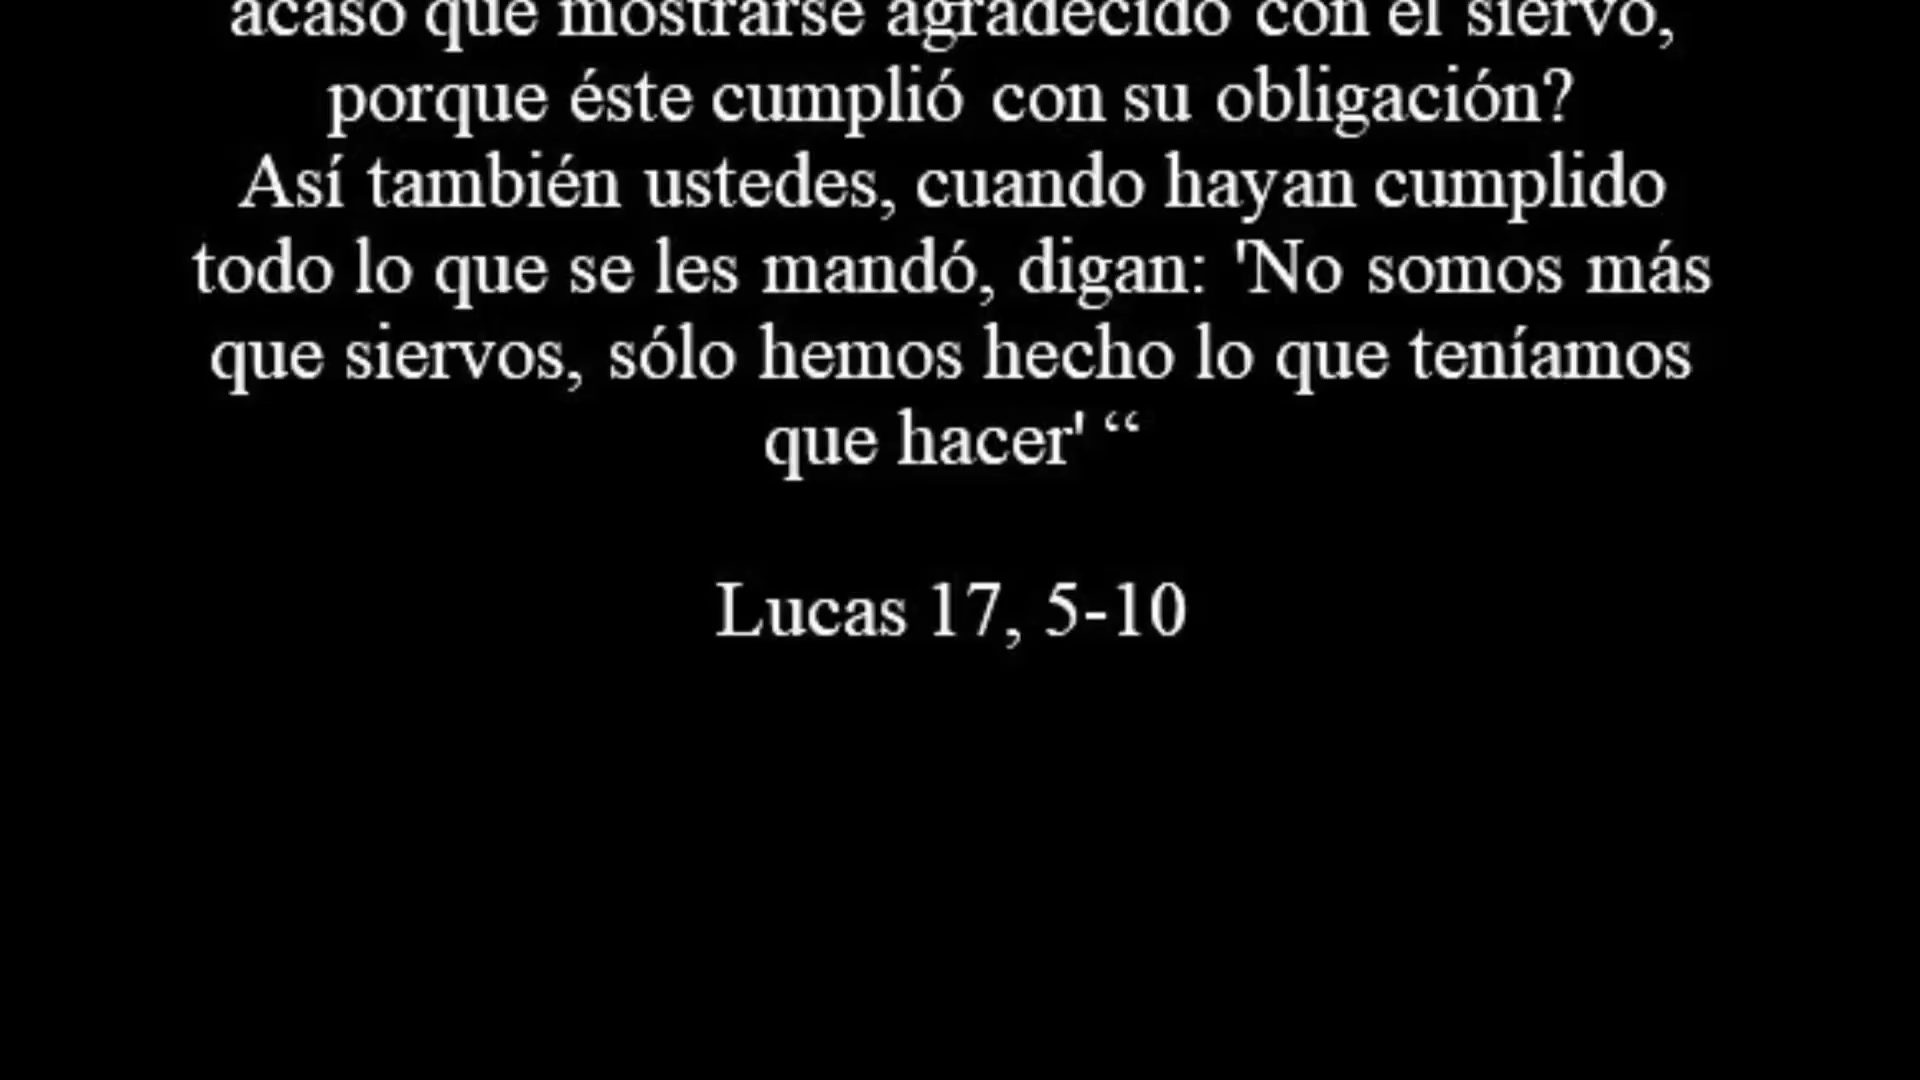 acaso que mostrarse agradecido con el siervo,
porque éste cumplió con su obligación?
Así también ustedes, cuando hayan cumplido
todo lo que se les mandó, digan: 'No somos más
que siervos, sólo hemos hecho lo que teníamos
que hacer' “
Lucas 17, 5-10